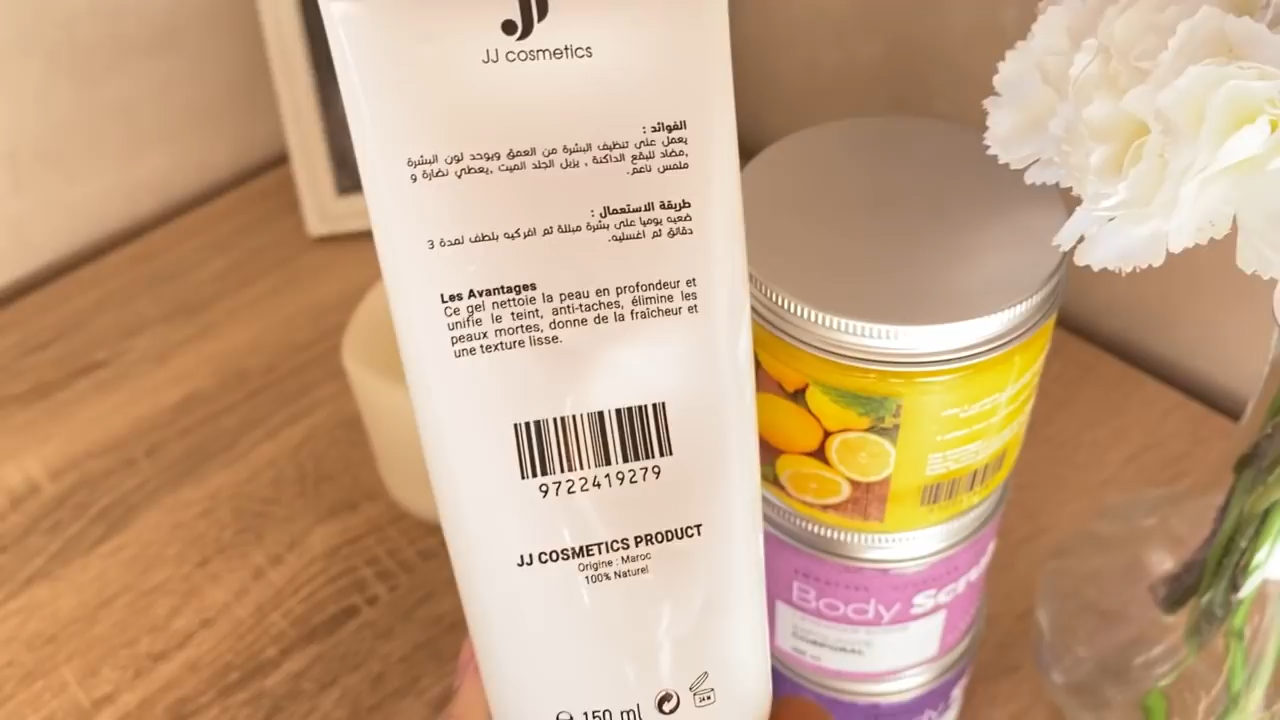 JJ cosmetics
الفوائد :
يعمل على تنظيف البشرة من العمق ويوحد لون البشرة
,مضاد للبقع الداكنة , يزيل الجلد الميت ,يعطي نضارة و
ملمس ناعم.
طريقة الاستعمال :
ضعيه يوميا على بشرة مبللة ثم افركيه بلطف لمدة 3
دقائق ثم اغسليه.
Les Avantages
Ce gel nettoie la peau en profondeur et
unifie le teint, anti-taches, élimine les
peaux mortes, donne de la fraîcheur et
une texture lisse.
9722419279
JJ COSMETICS PRODUCT
Origine : Maroc
100% Naturel
150 ml
24 M
Body
CORPORAL